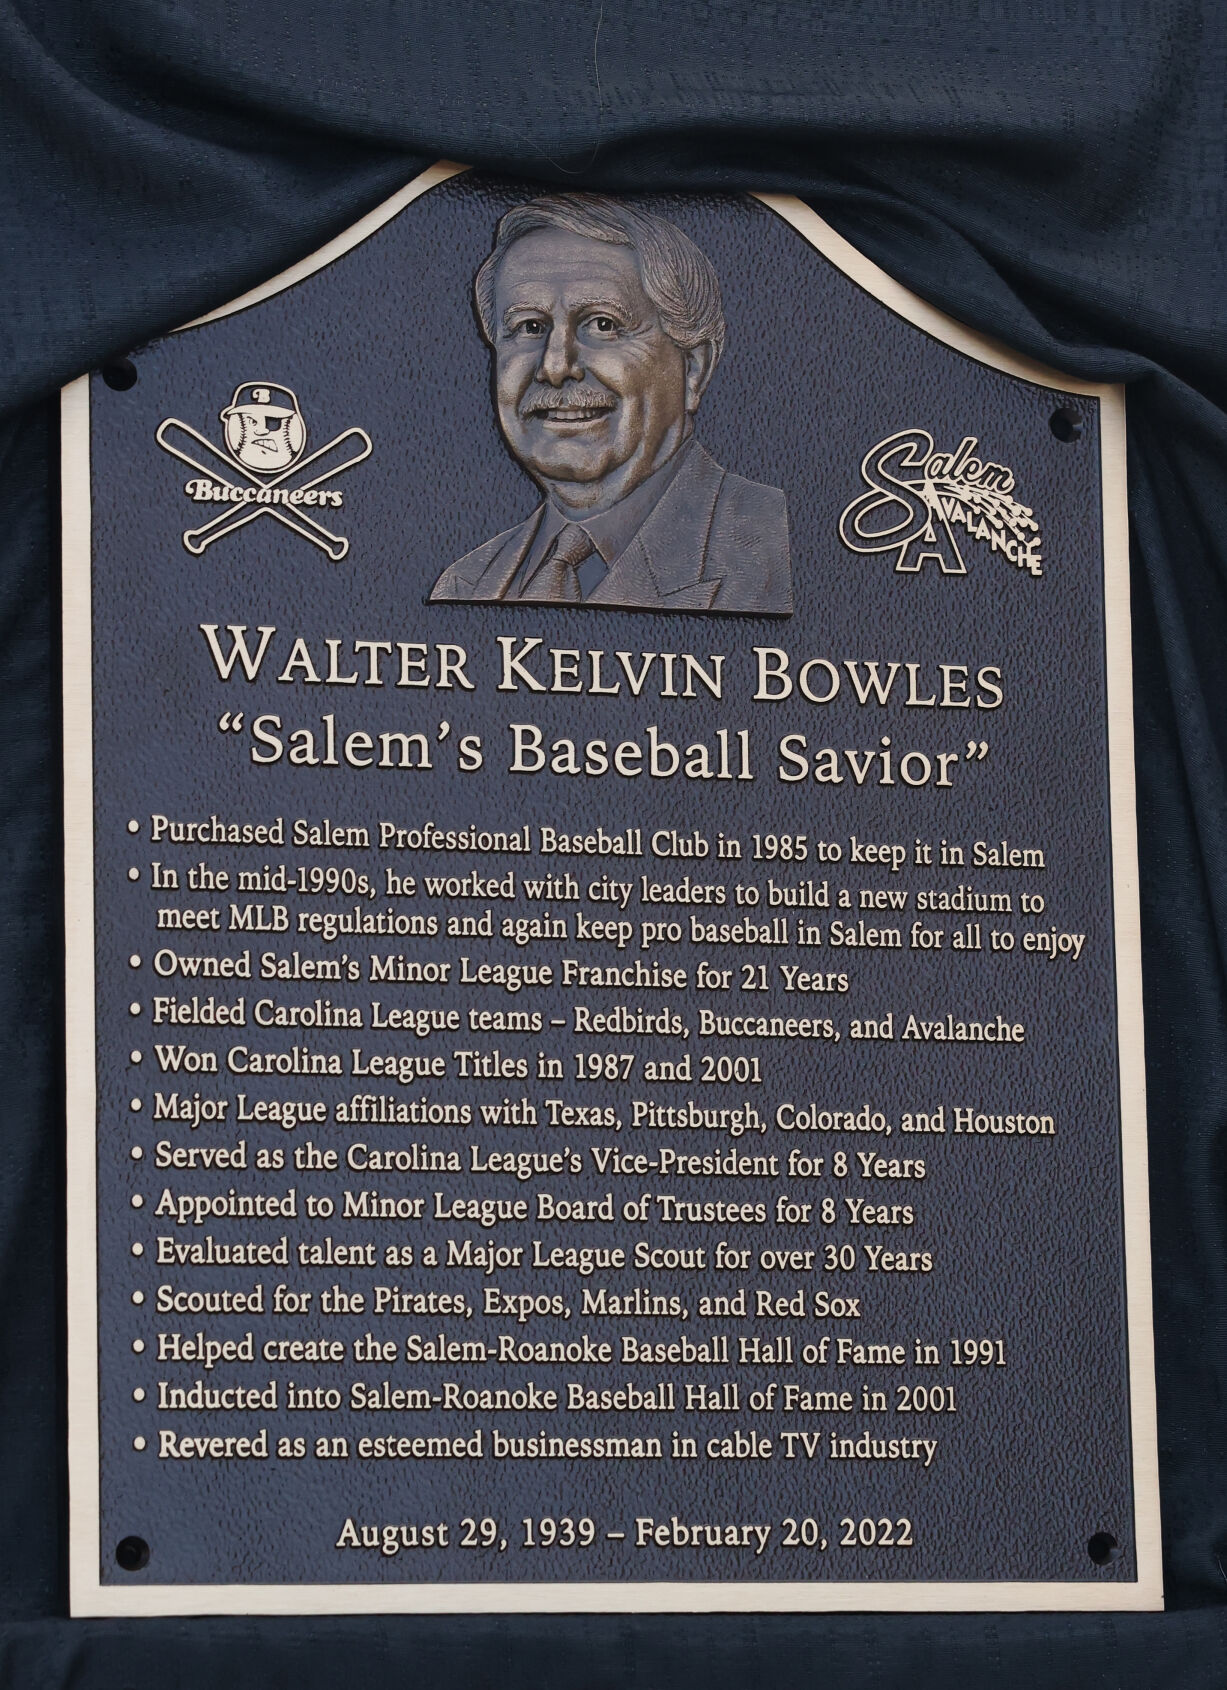 B
Buccaneers
Salem
AVALANCHE
SA
WALTER KELVIN BOWLES
“Salem’s Baseball Savior”
• Purchased Salem Professional Baseball Club in 1985 to keep it in Salem
• In the mid-1990s, he worked with city leaders to build a new stadium to
meet MLB regulations and again keep pro baseball in Salem for all to enjoy
• Owned Salem’s Minor League Franchise for 21 Years
• Fielded Carolina League teams – Redbirds, Buccaneers, and Avalanche
• Won Carolina League Titles in 1987 and 2001
• Major League affiliations with Texas, Pittsburgh, Colorado, and Houston
• Served as the Carolina League’s Vice-President for 8 Years
• Appointed to Minor League Board of Trustees for 8 Years
• Evaluated talent as a Major League Scout for over 30 Years
• Scouted for the Pirates, Expos, Marlins, and Red Sox
• Helped create the Salem-Roanoke Baseball Hall of Fame in 1991
• Inducted into Salem-Roanoke Baseball Hall of Fame in 2001
• Revered as an esteemed businessman in cable TV industry
August 29, 1939 – February 20, 2022